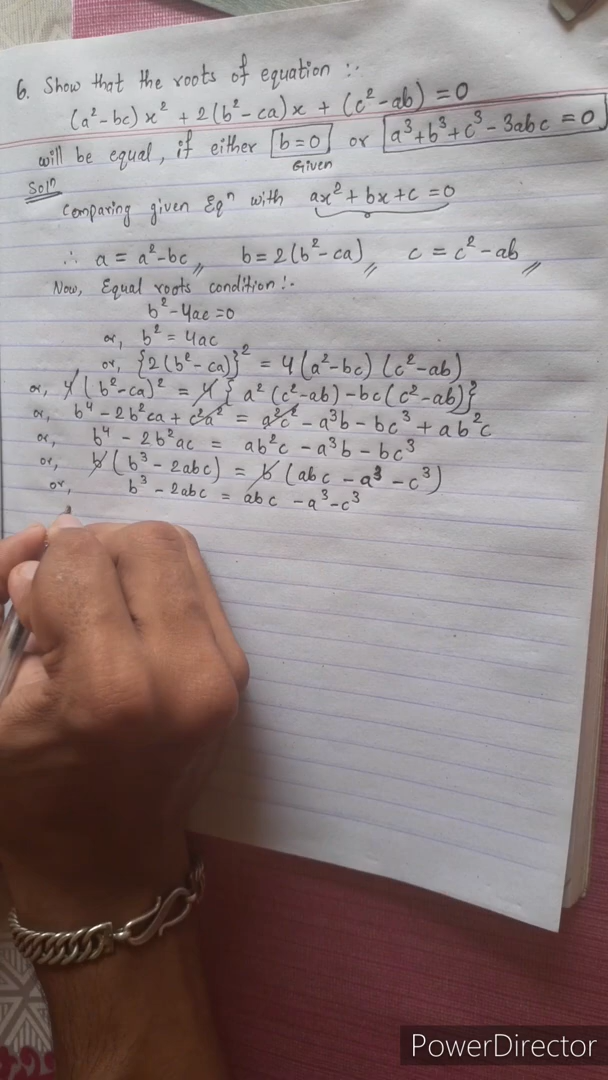 6. Show that the roots of equation :-
(a²-bc) x² + 2(b²-ca)x + (c²-ab) = 0
will be equal, if either b=0 or a³+b³+c³-3abc = 0
Given
Solⁿ
Comparing given Eqⁿ with ax²+bx+c = 0
∴ a = a²-bc, b = 2(b²-ca), c = c²-ab
Now, Equal roots condition :-
b²-4ac = 0
or, b² = 4ac
or, {2(b²-ca)}² = 4(a²-bc)(c²-ab)
or, 4(b²-ca)² = 4{a²(c²-ab)-bc(c²-ab)}
or, b⁴-2b²ca+c²a² = a²c²-a³b-bc³+ab²c
or, b⁴-2b²ac = ab²c-a³b-bc³
or, b(b³-2abc) = b(abc-a³-c³)
or, b³-2abc = abc-a³-c³
PowerDirector